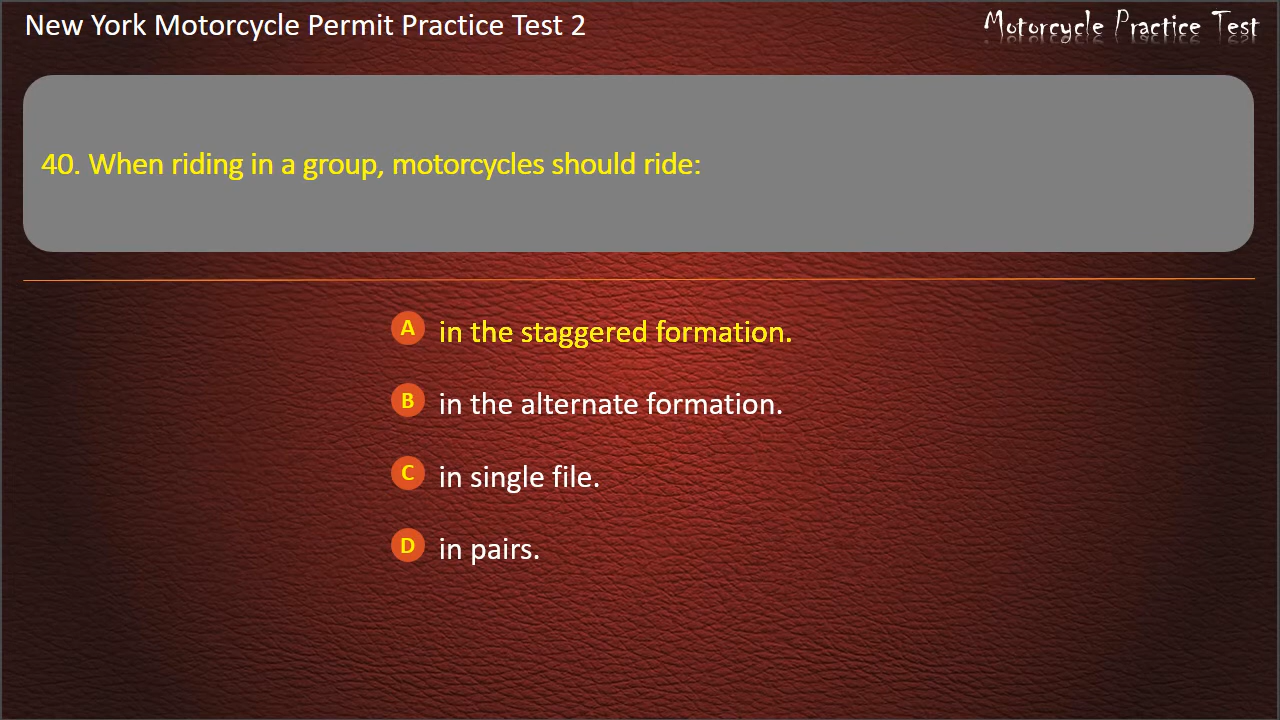 New York Motorcycle Permit Practice Test 2
Motorcycle Practice Test
40. When riding in a group, motorcycles should ride:
A in the staggered formation.
B in the alternate formation.
C in single file.
D in pairs.